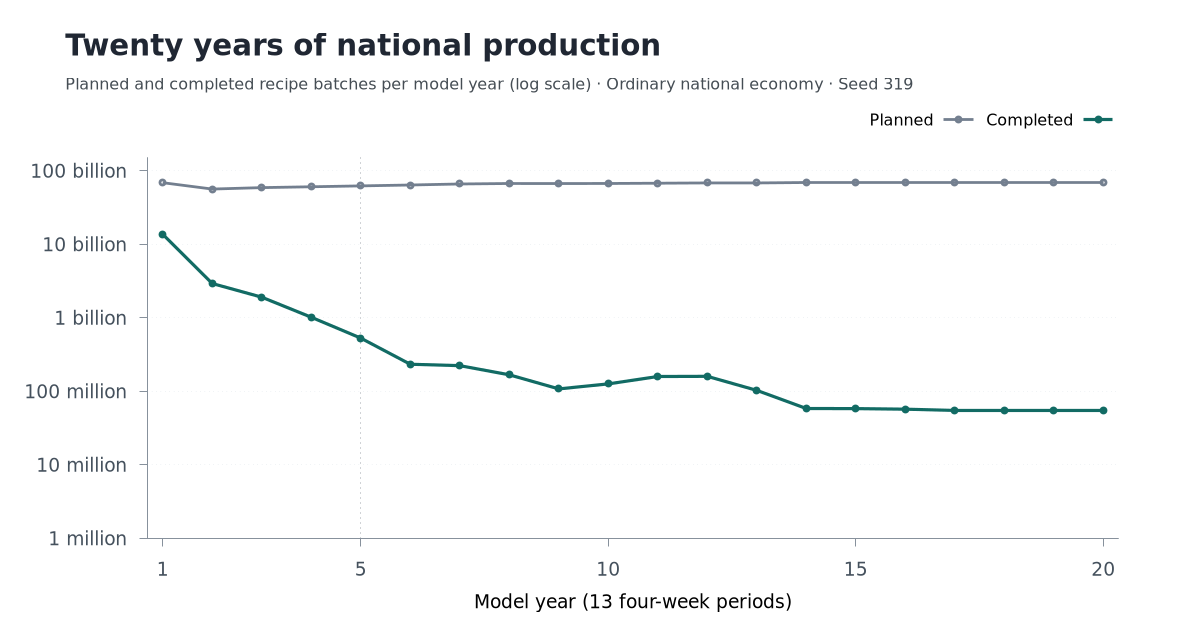 Twenty years of national production
Planned and completed recipe batches per model year (log scale) · Ordinary national economy · Seed 319
Planned Completed
100 billion
10 billion
1 billion
100 million
10 million
1 million
1 5 10 15 20
Model year (13 four-week periods)